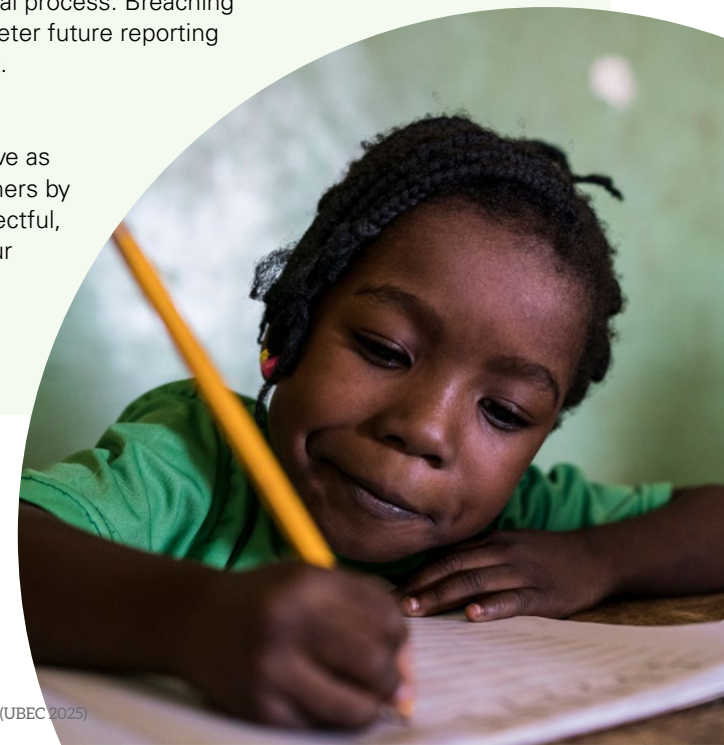 al process. Breaching
eter future reporting
.
ve as
ners by
ectful,
ur
(UBEC 2025)